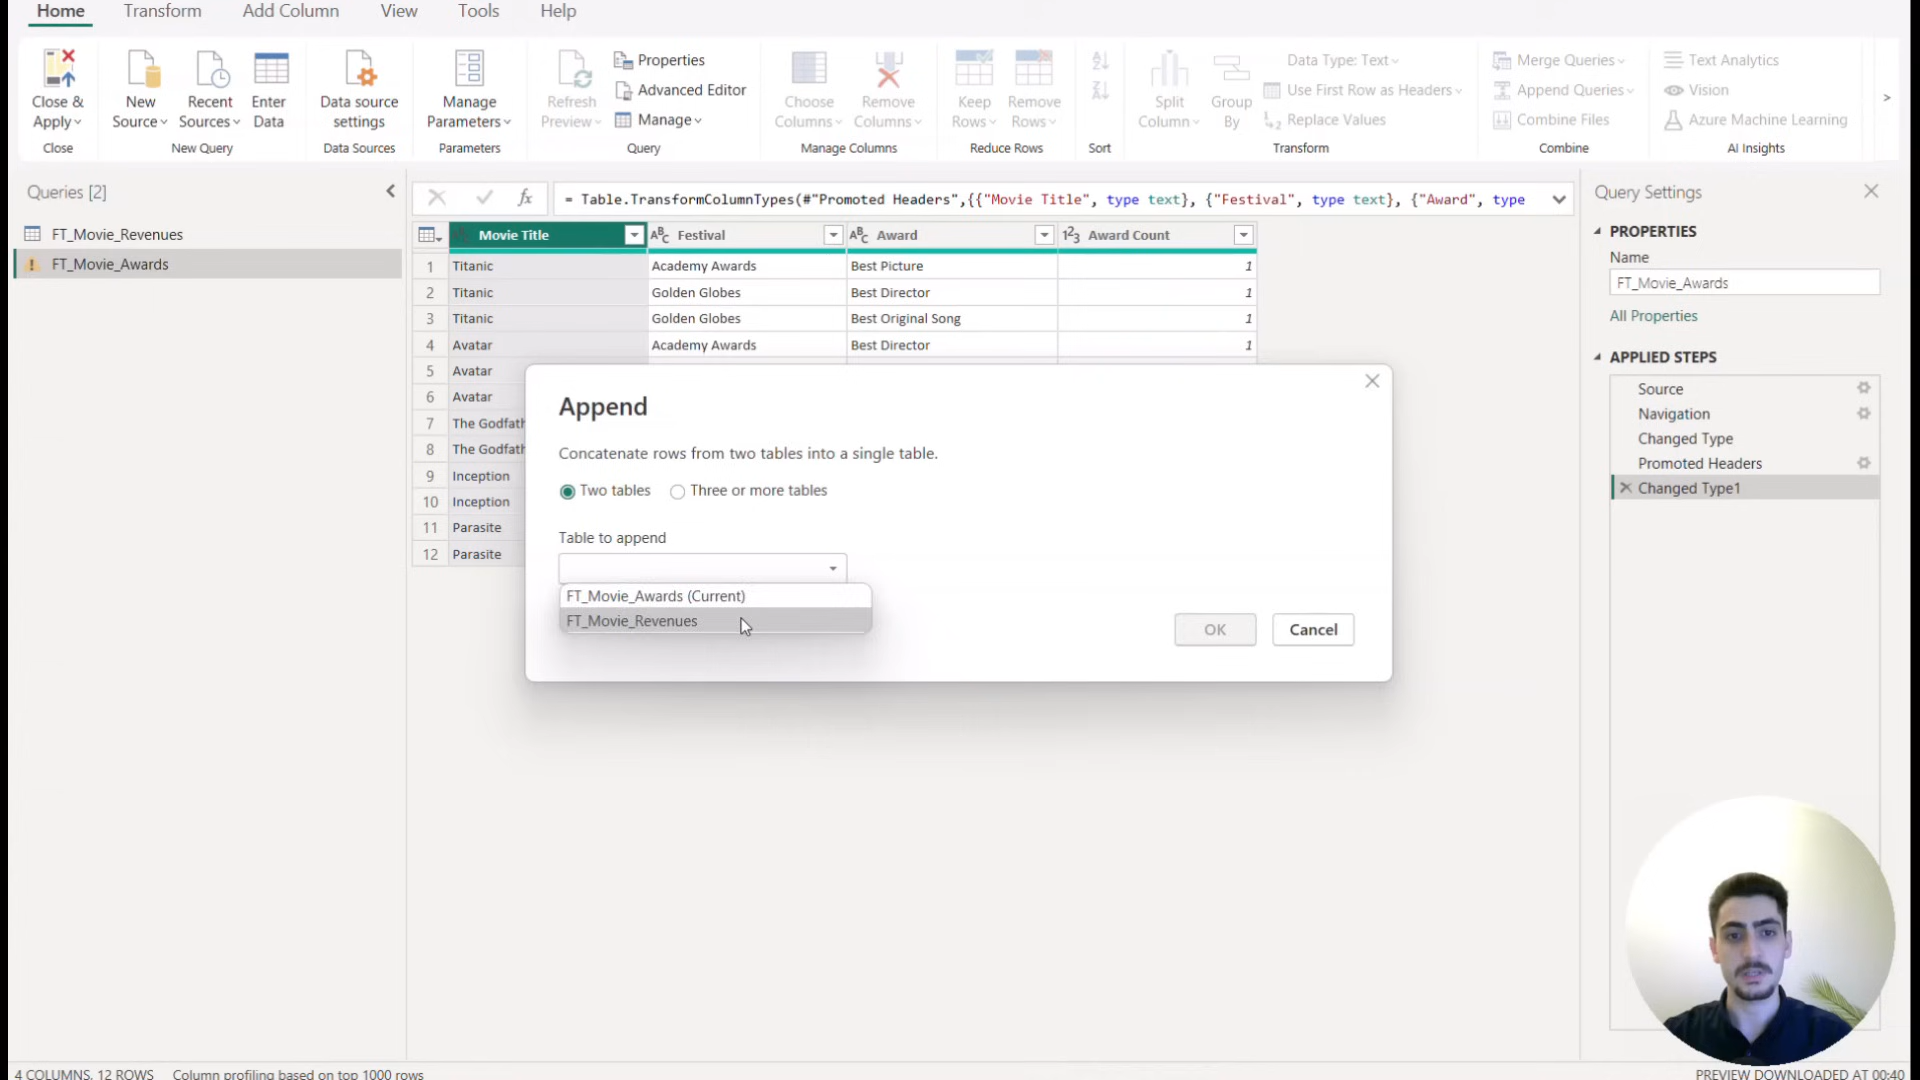 Home Transform Add Column View Tools Help
Close & Apply
New Source
Recent Sources
Enter Data
Data source settings
Manage Parameters
Refresh Preview
Properties
Advanced Editor
Manage
Choose Columns
Remove Columns
Keep Rows
Remove Rows
Split Column
Group By
Data Type: Text
Use First Row as Headers
Replace Values
Merge Queries
Append Queries
Combine Files
Text Analytics
Vision
Azure Machine Learning
Close New Query Data Sources Parameters Query Manage Columns Reduce Rows Sort Transform Combine AI Insights
Queries [2]
FT_Movie_Revenues
FT_Movie_Awards
fx = Table.TransformColumnTypes(#"Promoted Headers",{{"Movie Title", type text}, {"Festival", type text}, {"Award", type
Movie Title ABC Festival ABC Award 123 Award Count
1 Titanic Academy Awards Best Picture 1
2 Titanic Golden Globes Best Director 1
3 Titanic Golden Globes Best Original Song 1
4 Avatar Academy Awards Best Director 1
5 Avatar
6 Avatar
7 The Godfath
8 The Godfath
9 Inception
10 Inception
11 Parasite
12 Parasite
Append
Concatenate rows from two tables into a single table.
Two tables Three or more tables
Table to append
FT_Movie_Awards (Current)
FT_Movie_Revenues
OK Cancel
Query Settings
PROPERTIES
Name
FT_Movie_Awards
All Properties
APPLIED STEPS
Source
Navigation
Changed Type
Promoted Headers
Changed Type1
4 COLUMNS, 12 ROWS Column profiling based on top 1000 rows
PREVIEW DOWNLOADED AT 00:40